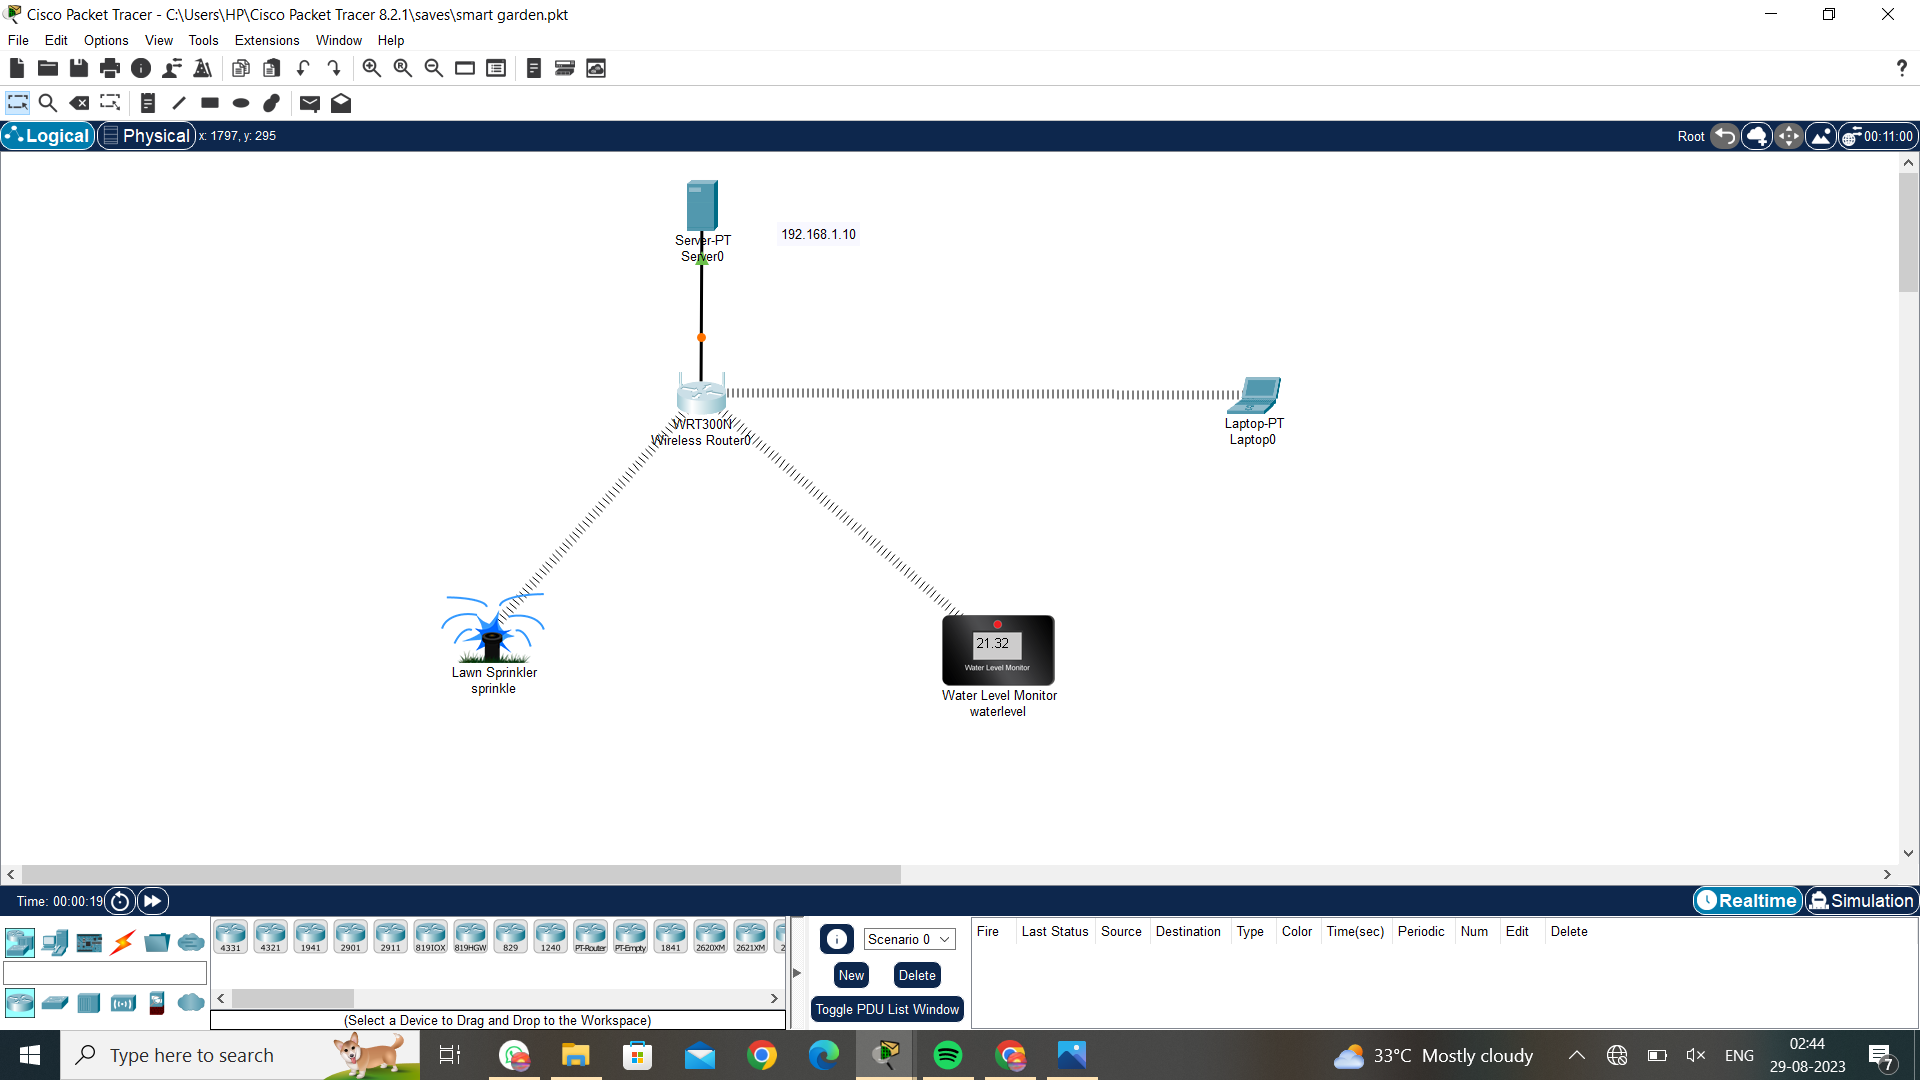 Cisco Packet Tracer - C:\Users\HP\Cisco Packet Tracer 8.2.1\saves\smart garden.pkt
File Edit Options View Tools Extensions Window Help
?
Logical Physical x: 1797, y: 295 Root 00:11:00
192.168.1.10
Server-PT
Server0
WRT300N
Wireless Router0
Laptop-PT
Laptop0
Lawn Sprinkler
sprinkle
21.32
Water Level Monitor
Water Level Monitor
waterlevel
Time: 00:00:19 Realtime Simulation
4331 4321 1941 2901 2911 819IOX 819HGW 829 1240 PT-Router PT-Empty 1841 2620XM 2621XM 2
(Select a Device to Drag and Drop to the Workspace)
Scenario 0
New Delete
Toggle PDU List Window
Fire Last Status Source Destination Type Color Time(sec) Periodic Num Edit Delete
Type here to search
33°C Mostly cloudy
ENG
02:44
29-08-2023
7